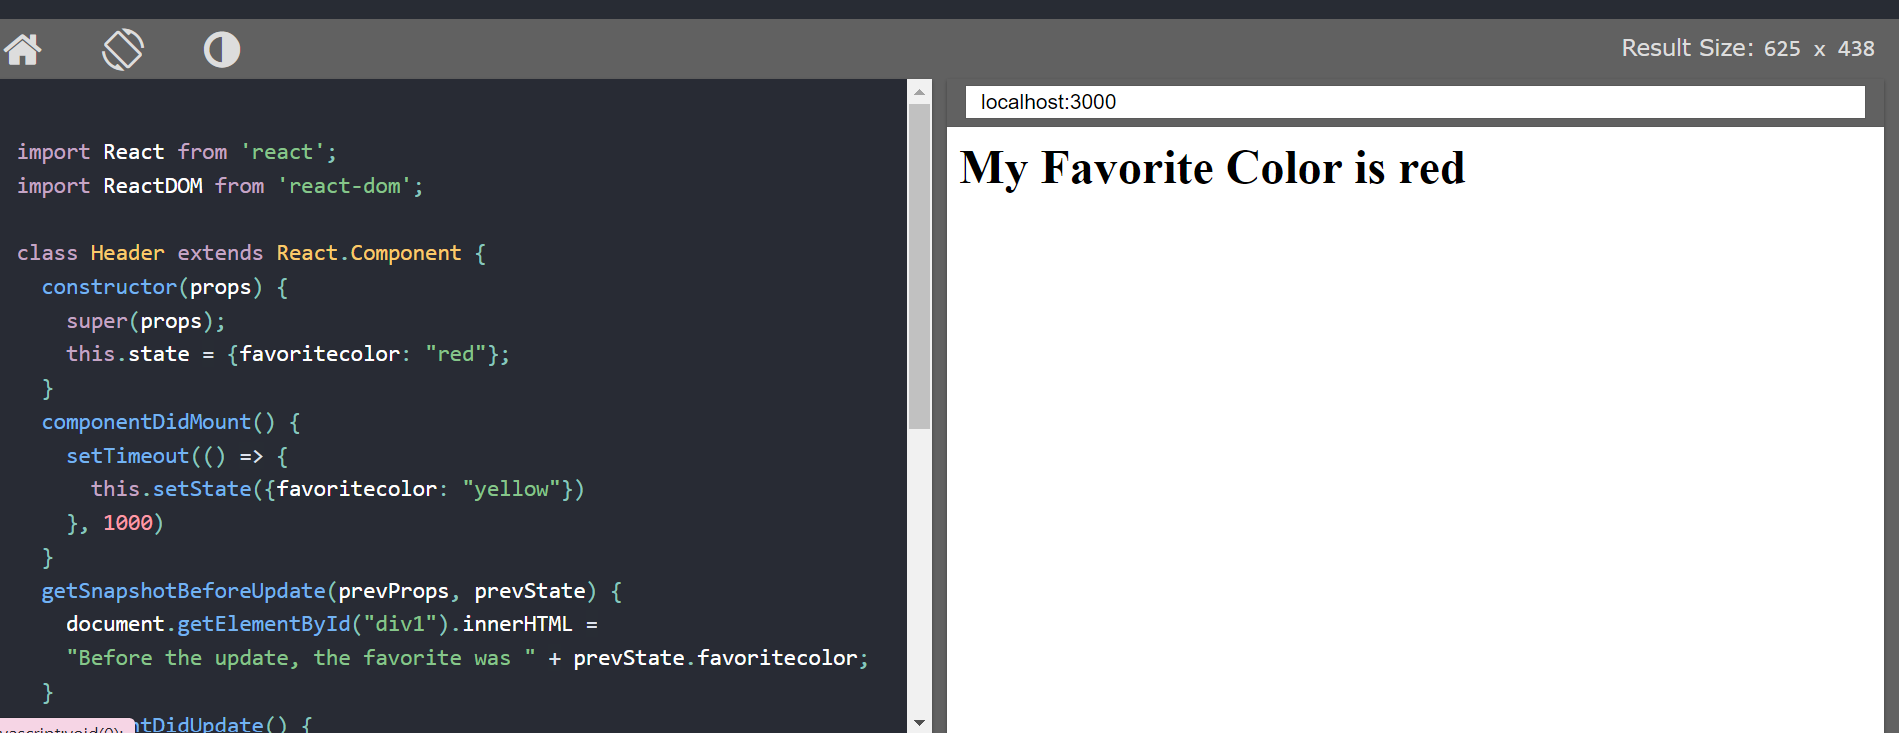 Result Size: 625 x 438
import React from 'react';
import ReactDOM from 'react-dom';
class Header extends React.Component {
constructor(props) {
super(props);
this.state = {favoritecolor: "red"};
}
componentDidMount() {
setTimeout(() => {
this.setState({favoritecolor: "yellow"})
}, 1000)
}
getSnapshotBeforeUpdate(prevProps, prevState) {
document.getElementById("div1").innerHTML =
"Before the update, the favorite was " + prevState.favoritecolor;
}
ntDidUpdate() {
localhost:3000
My Favorite Color is red